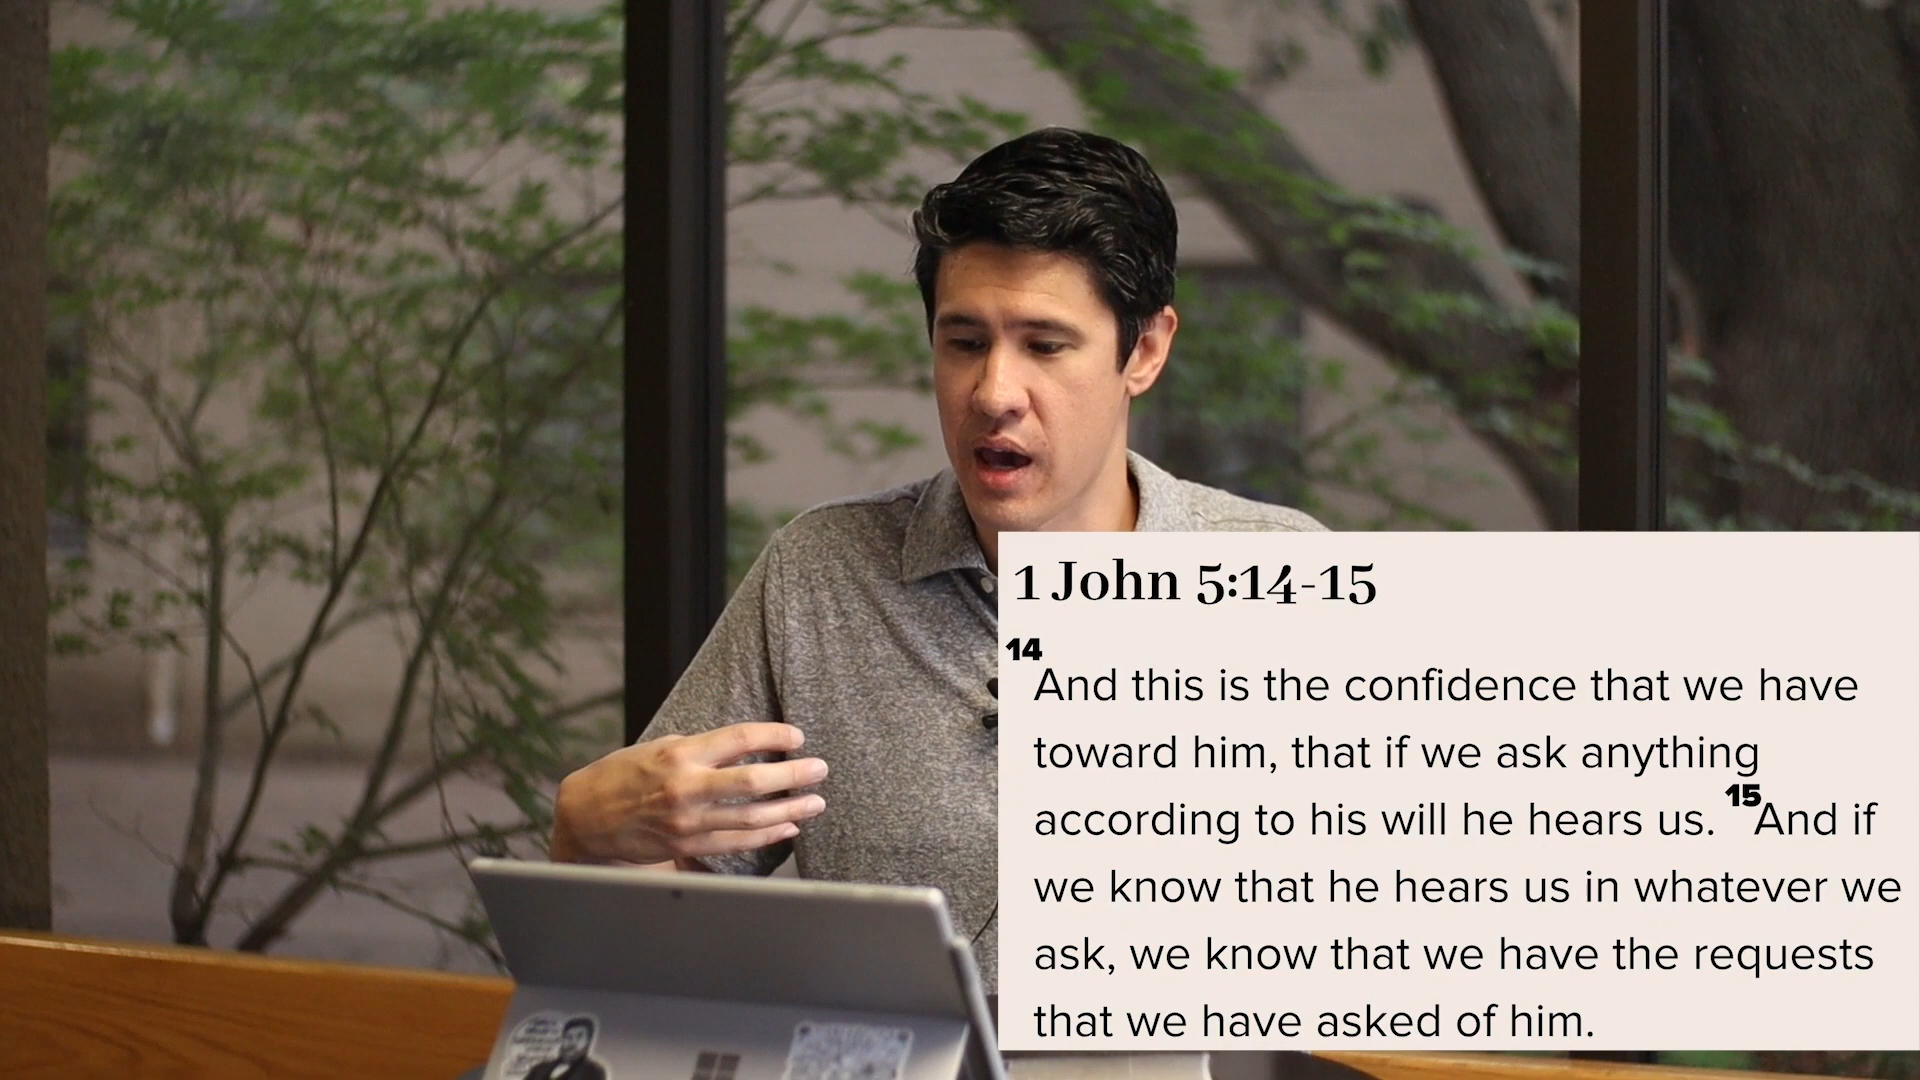 1 John 5:14-15
14
And this is the confidence that we have
toward him, that if we ask anything
according to his will he hears us. 15 And if
we know that he hears us in whatever we
ask, we know that we have the requests
that we have asked of him.